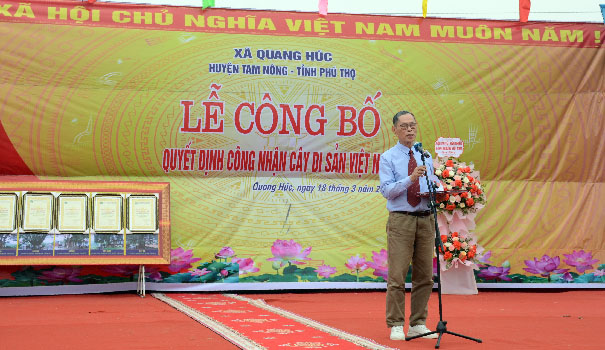 XÃ HỘI CHỦ NGHĨA VIỆT NAM MUÔN NĂM !
XÃ QUANG HÚC
HUYỆN TAM NÔNG - TỈNH PHÚ THỌ
LỄ CÔNG BỐ
QUYẾT ĐỊNH CÔNG NHẬN CÂY DI SẢN VIỆT N
Quang Húc, ngày 18 tháng 3 năm 2